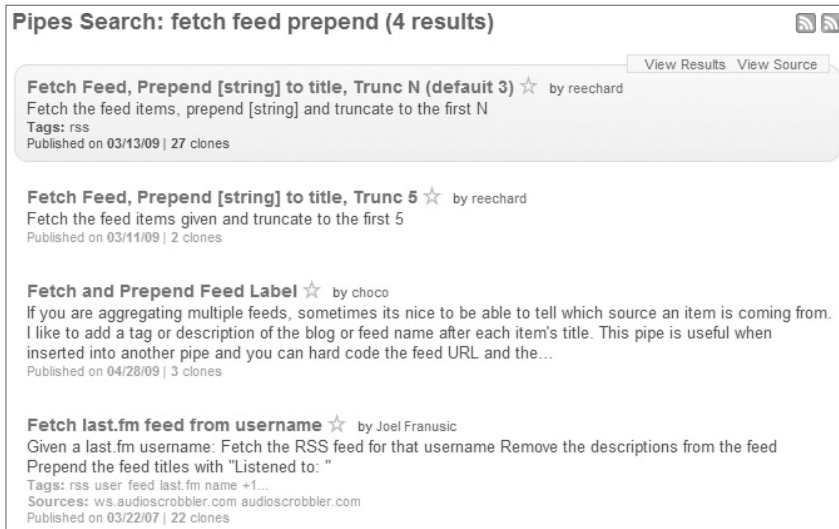 Pipes Search: fetch feed prepend (4 results)
View Results View Source
Fetch Feed, Prepend [string] to title, Trunc N (defauit 3) by reechard
Fetch the feed items, prepend [string] and truncate to the first N
Tags: rss
Published on 03/13/09 | 27 clones
Fetch Feed, Prepend [string] to title, Trunc 5 by reechard
Fetch the feed items given and truncate to the first 5
Published on 03/11/09 | 2 clones
Fetch and Prepend Feed Label by choco
If you are aggregating multiple feeds, sometimes its nice to be able to tell which source an item is coming from.
I like to add a tag or description of the blog or feed name after each item's title. This pipe is useful when
inserted into another pipe and you can hard code the feed URL and the...
Published on 04/28/09 | 3 clones
Fetch last.fm feed from username by Joel Franusic
Given a last.fm username: Fetch the RSS feed for that username Remove the descriptions from the feed
Prepend the feed titles with "Listened to: "
Tags: rss user feed last.fm name +1...
Sources: ws.audioscrobbler.com audioscrobbler.com
Published on 03/22/07 | 22 clones